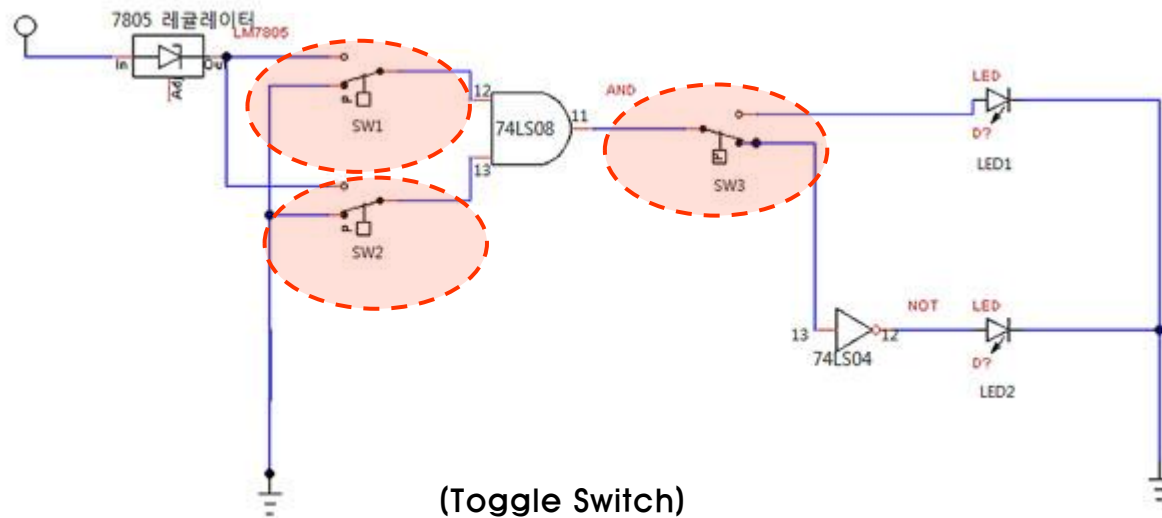 7805 레귤레이터
LM7805
In
Ou
Adj
P
SW1
12
13
74LS08
11
AND
P
SW2
P
SW3
LED
D?
LED1
13
74LS04
12
NOT
LED
D?
LED2
(Toggle Switch)